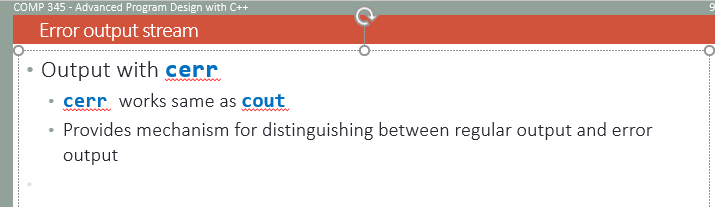 COMP 345 - Advanced Program Design with C++ 9
Error output stream
• Output with cerr
• cerr works same as cout
• Provides mechanism for distinguishing between regular output and error
output